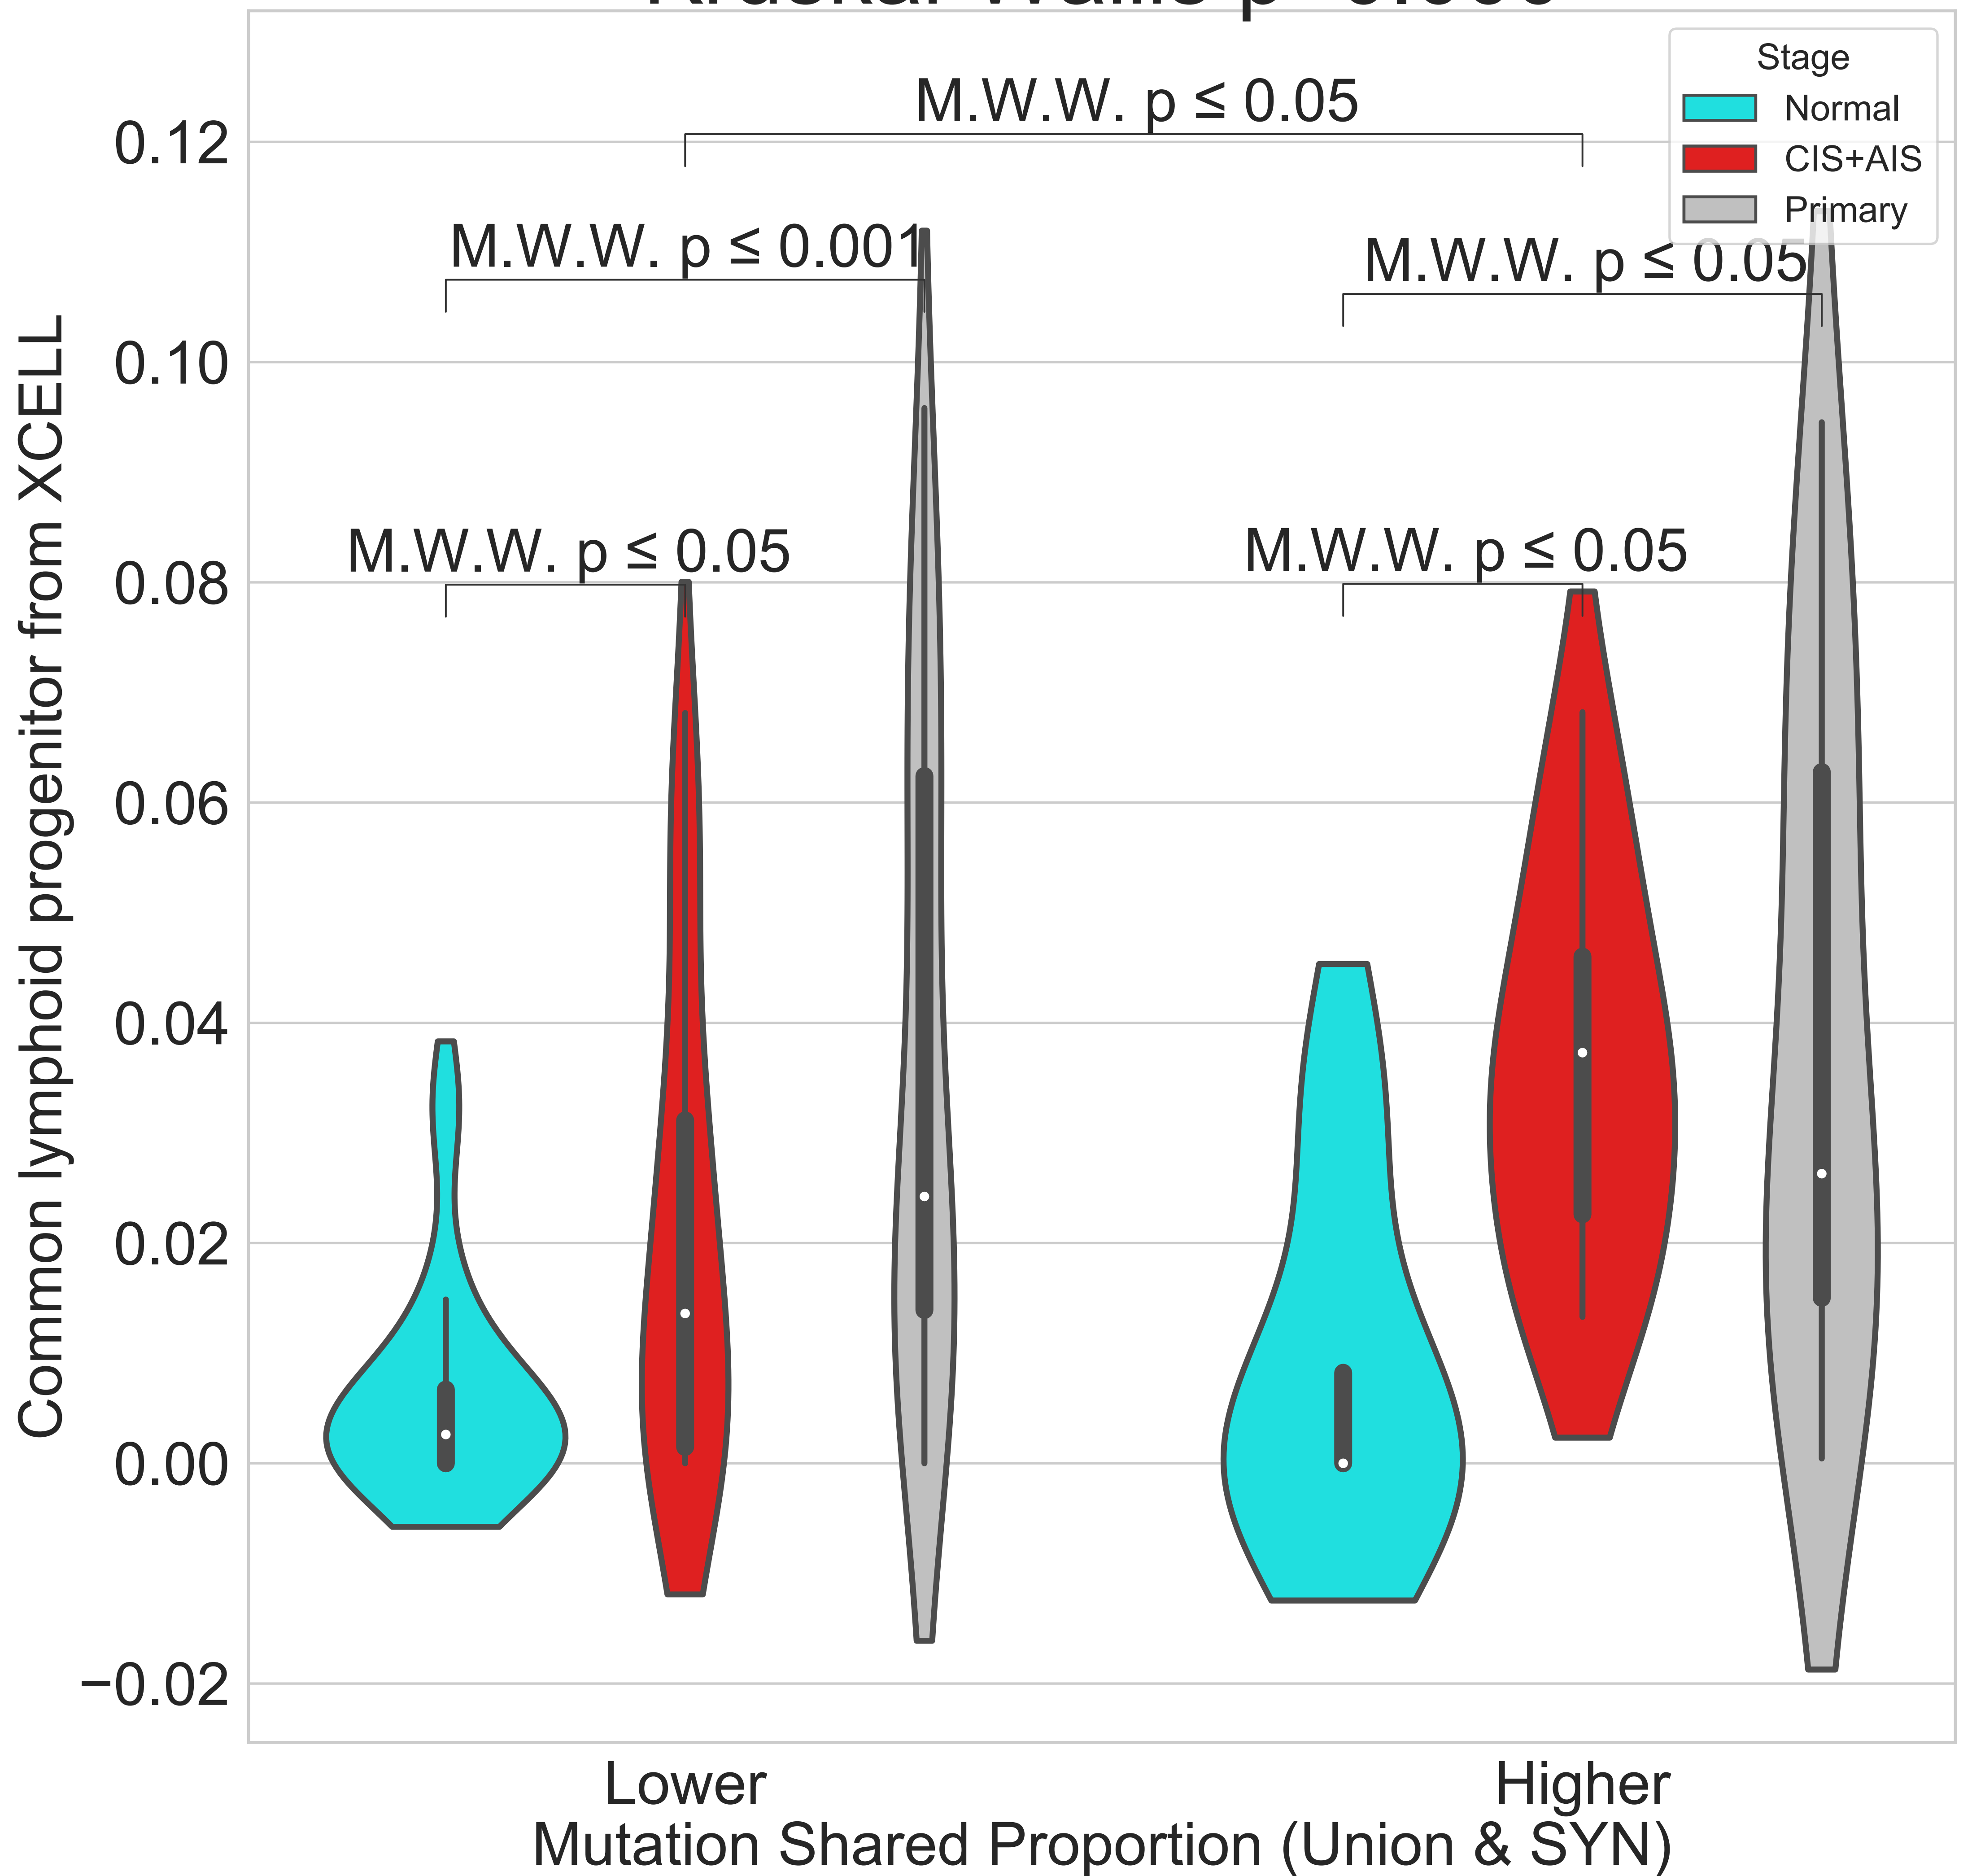 Stage
Normal
CIS+AIS
Primary
M.W.W. p ≤ 0.05
M.W.W. p ≤ 0.001
M.W.W. p ≤ 0.05
M.W.W. p ≤ 0.05
M.W.W. p ≤ 0.05
0.12
0.10
0.08
0.06
0.04
0.02
0.00
−0.02
Common lymphoid progenitor from XCELL
Lower
Higher
Mutation Shared Proportion (Union & SYN)